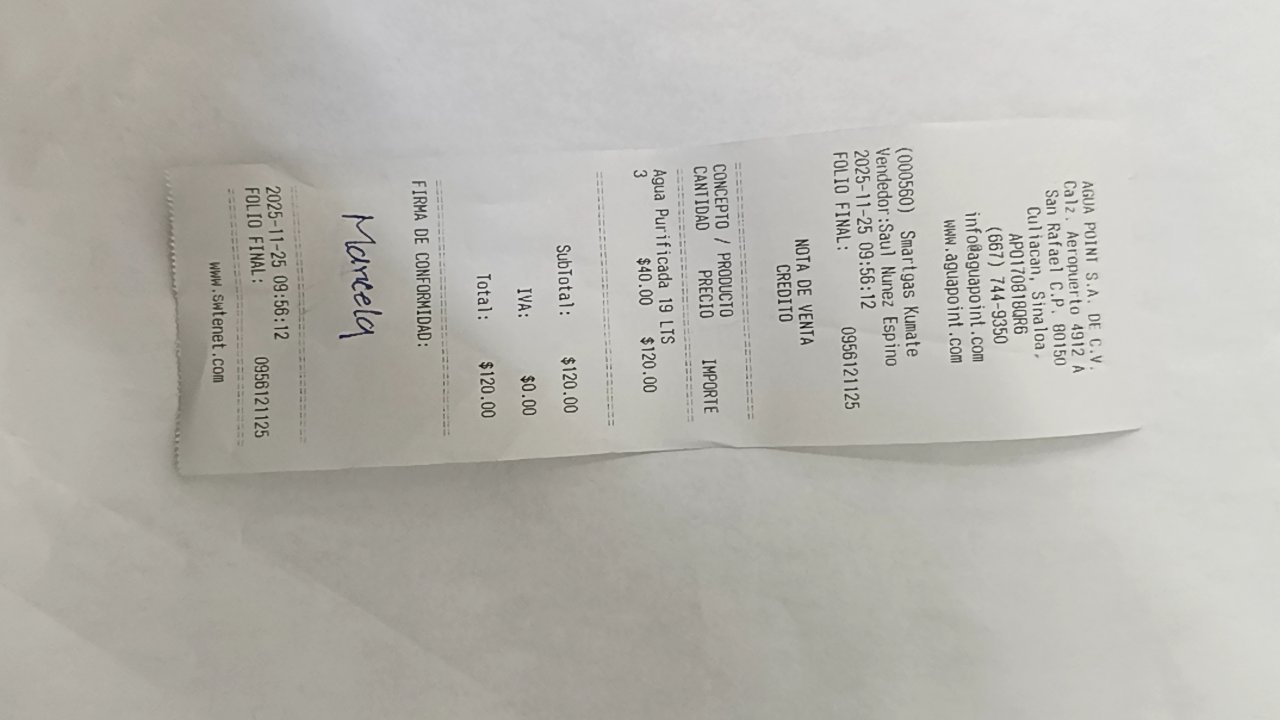 AGUA POINT S.A. DE C.V.
Calz. Aeropuerto 4912 A
San Rafael C.P. 80150
Culiacan, Sinaloa,
APO170818QR6
(667) 744-9350
info@aguapoint.com
www.aguapoint.com
(000560) Smartgas Kumate
Vendedor:Saul Nunez Espino
2025-11-25 09:56:12
FOLIO FINAL: 0956121125
NOTA DE VENTA
CREDITO
CONCEPTO / PRODUCTO
CANTIDAD PRECIO IMPORTE
Agua Purificada 19 LTS
3 $40.00 $120.00
SubTotal: $120.00
IVA: $0.00
Total: $120.00
FIRMA DE CONFORMIDAD:
Marcela
2025-11-25 09:56:12
FOLIO FINAL: 0956121125
www.swtenet.com